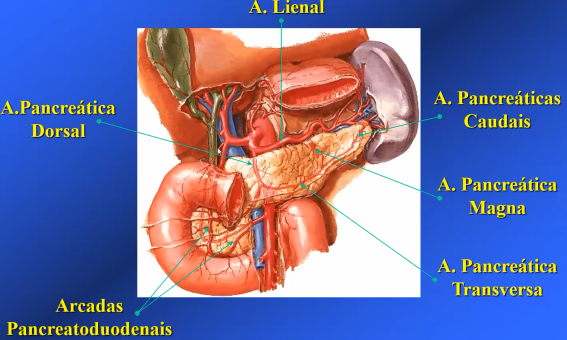 A. Lienal
A.Pancreática
Dorsal
A. Pancreáticas
Caudais
A. Pancreática
Magna
A. Pancreática
Transversa
Arcadas
Pancreatoduodenais